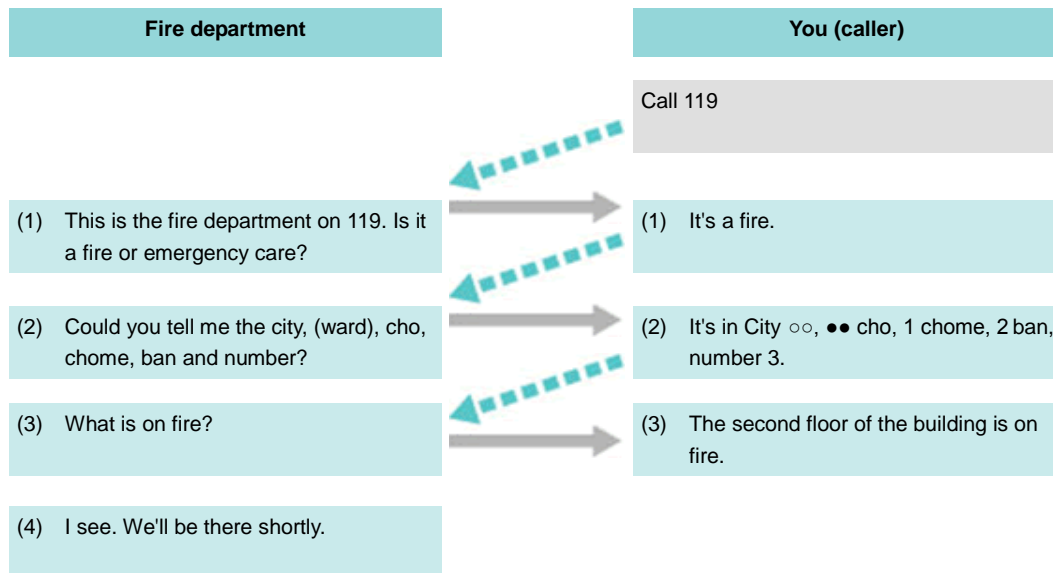 Fire department
You (caller)
Call 119
(1) This is the fire department on 119. Is it
a fire or emergency care?
(1) It's a fire.
(2) Could you tell me the city, (ward), cho,
chome, ban and number?
(2) It's in City ○○, ●● cho, 1 chome, 2 ban,
number 3.
(3) What is on fire?
(3) The second floor of the building is on
fire.
(4) I see. We'll be there shortly.